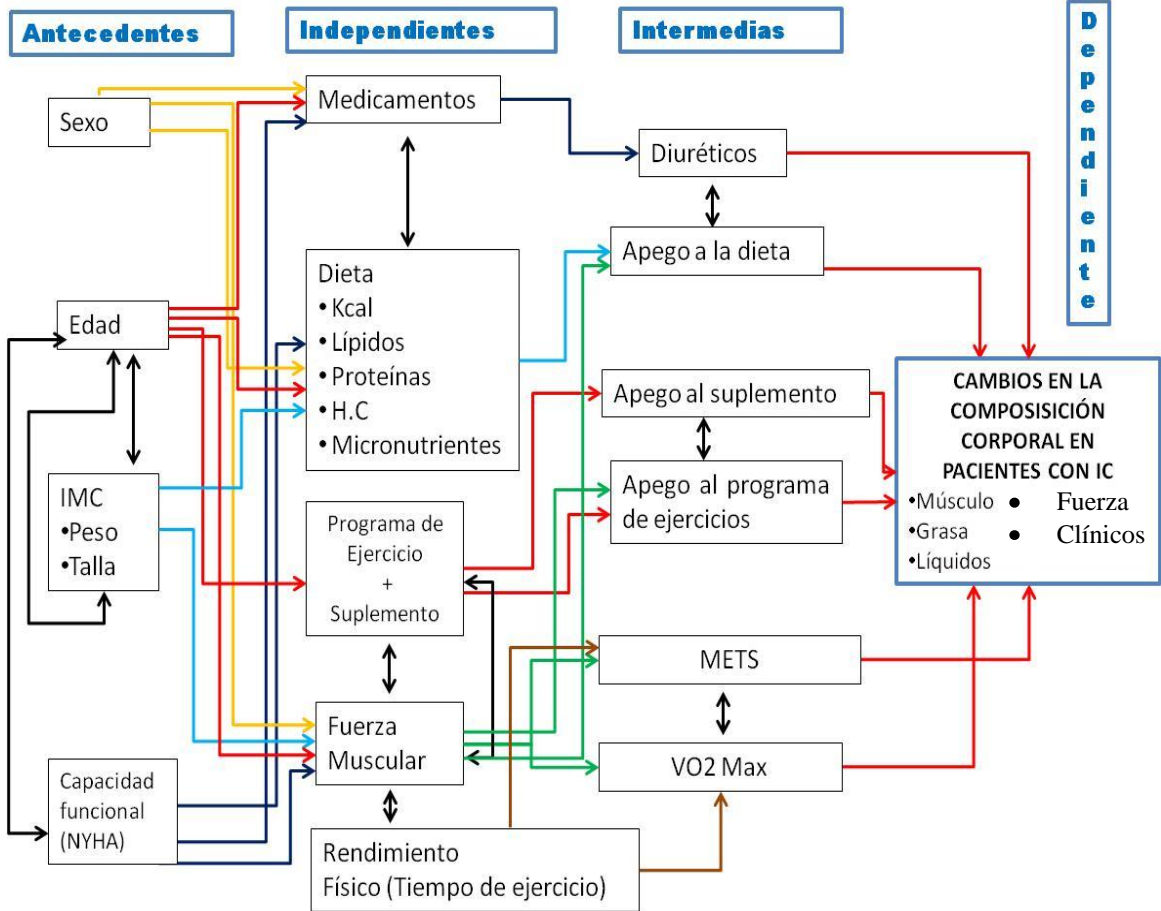 Antecedentes
Independientes
Intermedias
Dependiente
Sexo
Edad
IMC
•Peso
•Talla
Capacidad
funcional
(NYHA)
Medicamentos
Dieta
•Kcal
•Lípidos
•Proteínas
•H.C
•Micronutrientes
Programa de
Ejercicio
+
Suplemento
Fuerza
Muscular
Rendimiento
Físico (Tiempo de ejercicio)
Diuréticos
Apego a la dieta
Apego al suplemento
Apego al programa
de ejercicios
METS
VO2 Max
CAMBIOS EN LA
COMPOSISICIÓN
CORPORAL EN
PACIENTES CON IC
•Músculo • Fuerza
•Grasa • Clínicos
•Líquidos